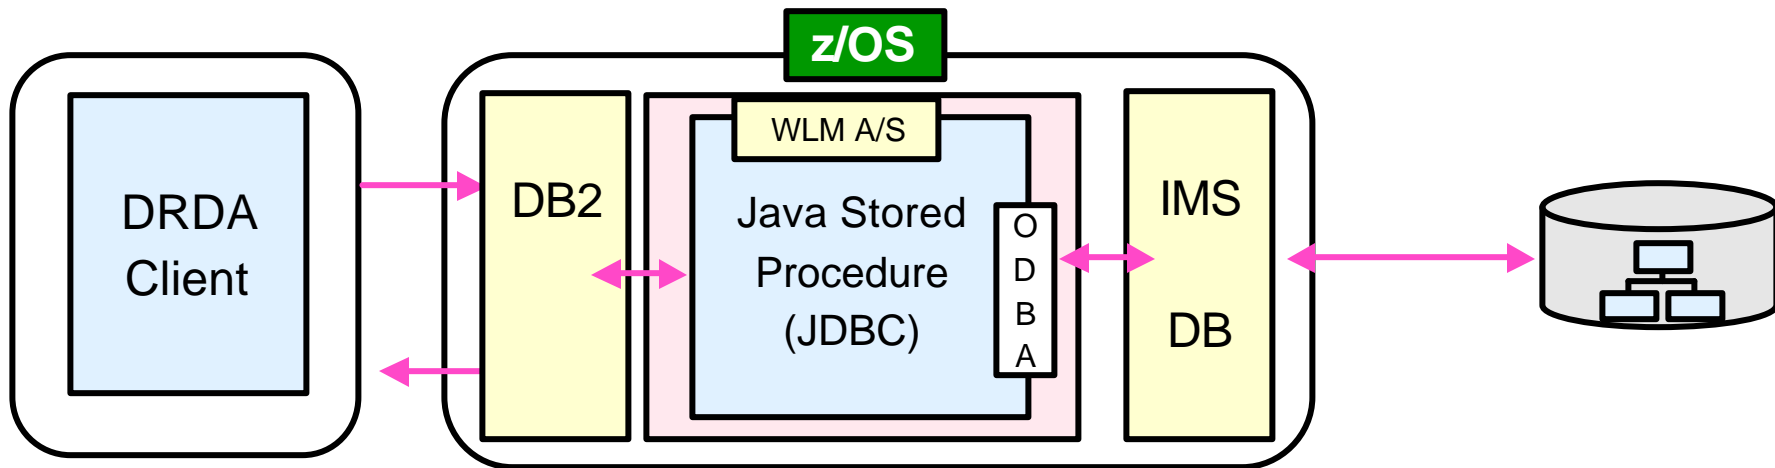 z/OS
DRDA
Client
DB2
WLM A/S
Java Stored
Procedure
(JDBC)
O
D
B
A
IMS
DB